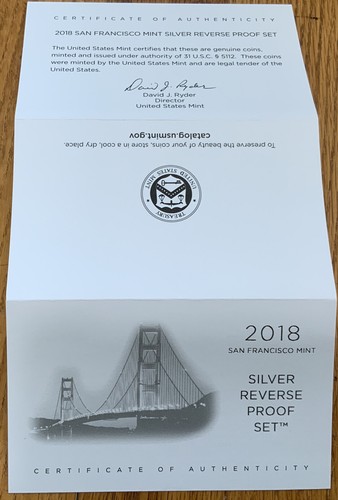 CERTIFICATE OF AUTHENTICITY
2018 SAN FRANCISCO MINT SILVER REVERSE PROOF SET
The United States Mint certifies that these are genuine coins,
minted and issued under authority of 31 U.S.C. § 5112. These coins
were minted by the United States Mint and are legal tender of the
United States.
David J. Ryder
David J. Ryder
Director
United States Mint
To preserve the beauty of your coins, store in a cool, dry place.
catalog.usmint.gov
TREASURY
UNITED STATES MINT
2018
SAN FRANCISCO MINT
SILVER
REVERSE
PROOF
SET™
CERTIFICATE OF AUTHENTICITY